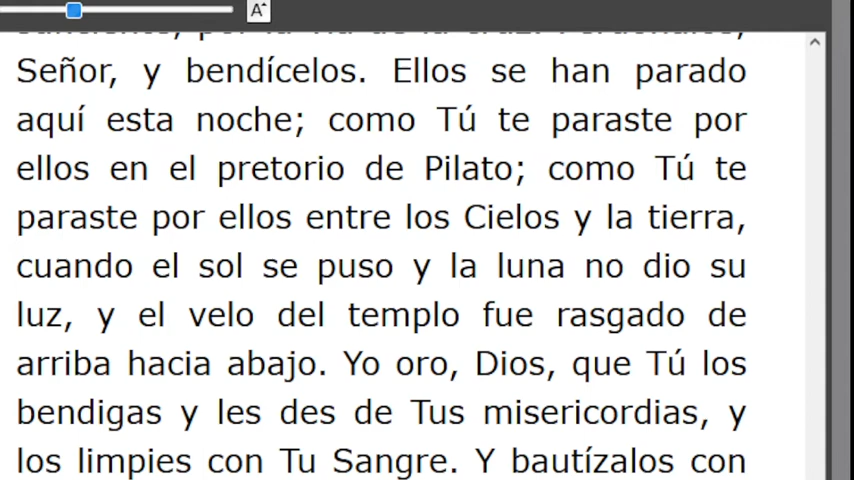 A
Señor, y bendícelos. Ellos se han parado
aquí esta noche; como Tú te paraste por
ellos en el pretorio de Pilato; como Tú te
paraste por ellos entre los Cielos y la tierra,
cuando el sol se puso y la luna no dio su
luz, y el velo del templo fue rasgado de
arriba hacia abajo. Yo oro, Dios, que Tú los
bendigas y les des de Tus misericordias, y
los limpies con Tu Sangre. Y bautízalos con